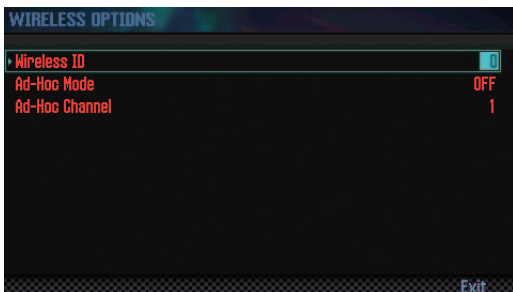 WIRELESS OPTIONS
Wireless ID 0
Ad-Hoc Mode OFF
Ad-Hoc Channel 1
Exit